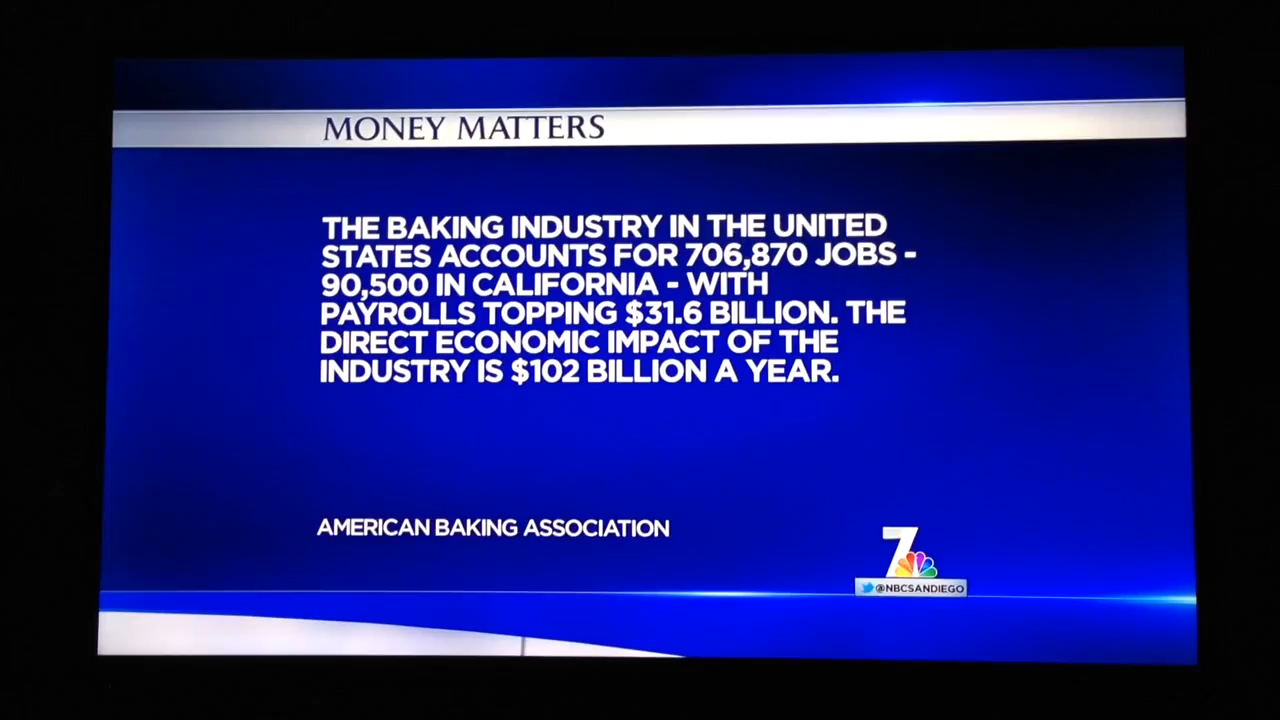 MONEY MATTERS
THE BAKING INDUSTRY IN THE UNITED
STATES ACCOUNTS FOR 706,870 JOBS -
90,500 IN CALIFORNIA - WITH
PAYROLLS TOPPING $31.6 BILLION. THE
DIRECT ECONOMIC IMPACT OF THE
INDUSTRY IS $102 BILLION A YEAR.
AMERICAN BAKING ASSOCIATION
7
@NBCSANDIEGO